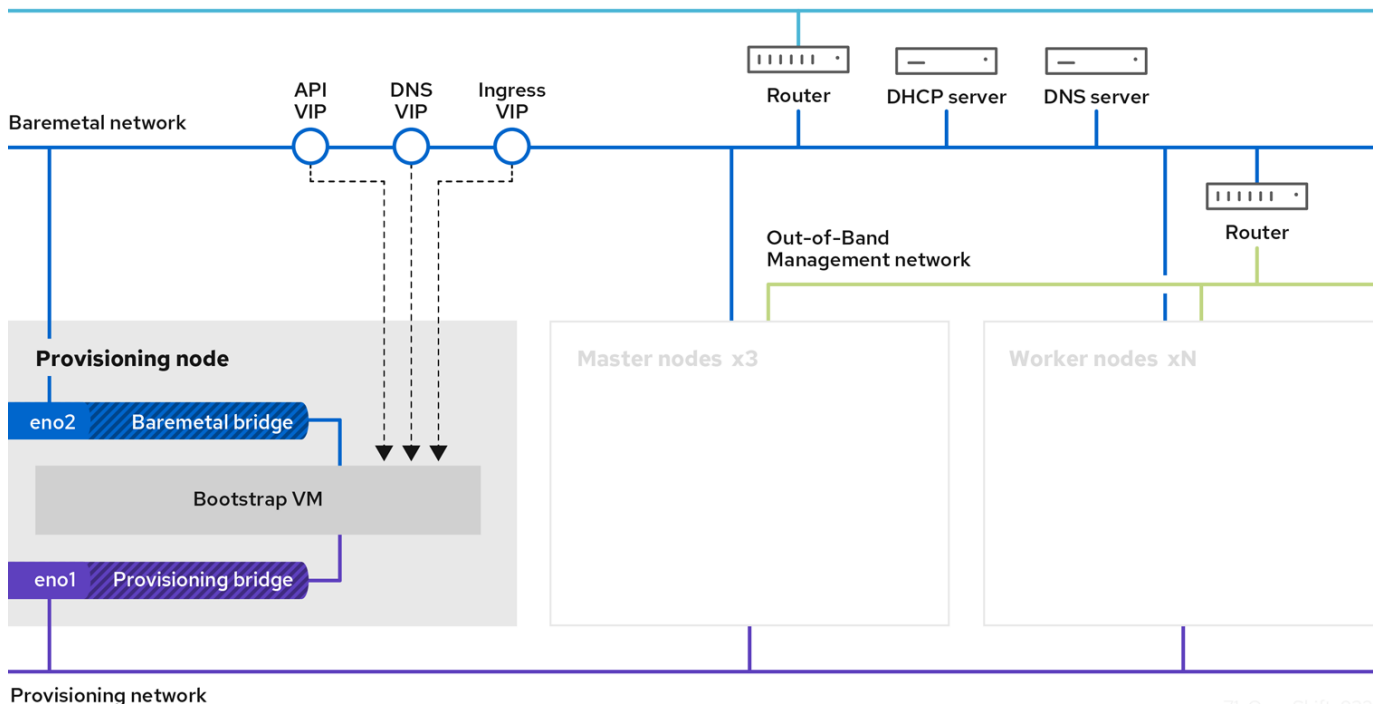 API
VIP
DNS
VIP
Ingress
VIP
Router
DHCP server
DNS server
Baremetal network
Router
Out-of-Band
Management network
Provisioning node
Master nodes x3
Worker nodes xN
eno2
Baremetal bridge
Bootstrap VM
eno1
Provisioning bridge
Provisioning network